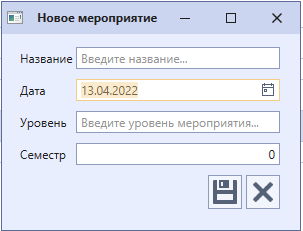 Новое мероприятие
Название Введите название...
Дата 13.04.2022
Уровень Введите уровень мероприятия...
Семестр 0